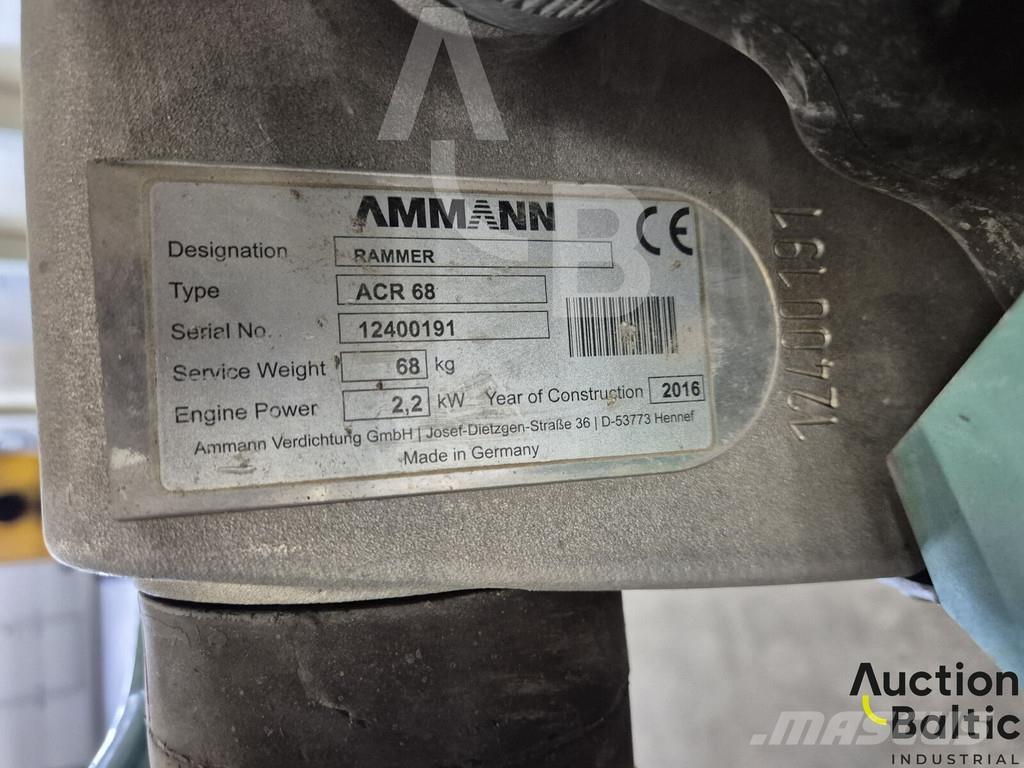 AMMANN
CE
Designation RAMMER
Type ACR 68
Serial No. 12400191
Service Weight 68 kg
Engine Power 2,2 kW Year of Construction 2016
Ammann Verdichtung GmbH | Josef-Dietzgen-Straße 36 | D-53773 Hennef
Made in Germany
12400191
Auction
Baltic
INDUSTRIAL
MASCUS